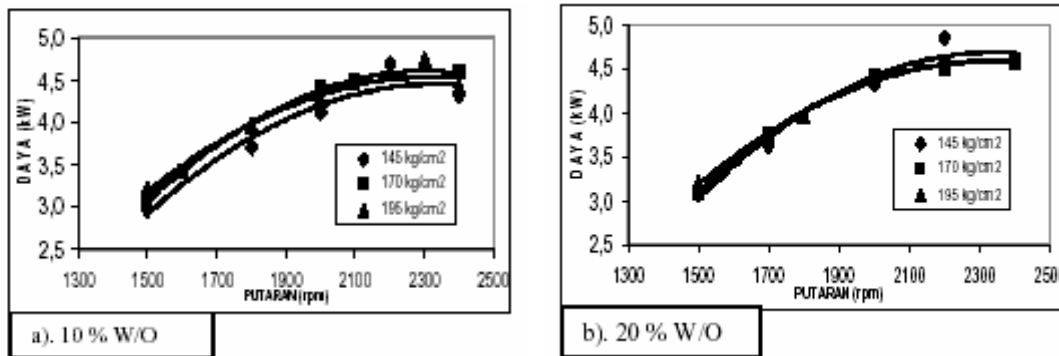 5,0
4,5
4,0
3,5
3,0
2,5
DAYA (kW)
145 kg/cm2
170 kg/cm2
195 kg/cm2
1300 1500 1700 1900 2100 2300 2500
PUTARAN (rpm)
a). 10 % W/O
5,0
4,5
4,0
3,5
3,0
2,5
DAYA (kW)
145 kg/cm2
170 kg/cm2
195 kg/cm2
1300 1500 1700 1900 2100 2300 250
PUTARAN (rpm)
b). 20 % W/O